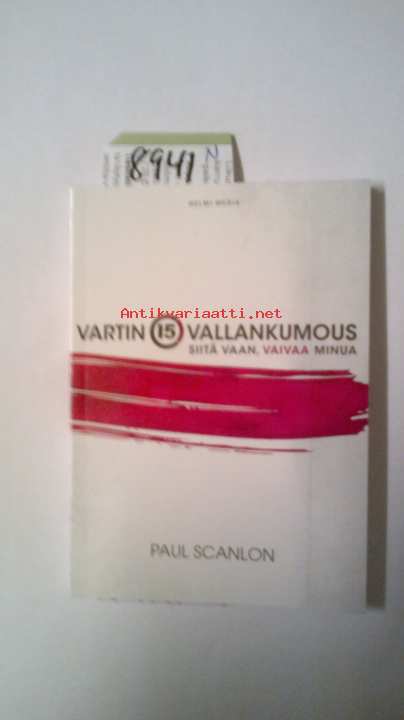 8941
HELMI MEDIA
Antikvariaatti.net
VARTIN 15 VALLANKUMOUS
SIITÄ VAAN, VAIVAA MINUA
PAUL SCANLON